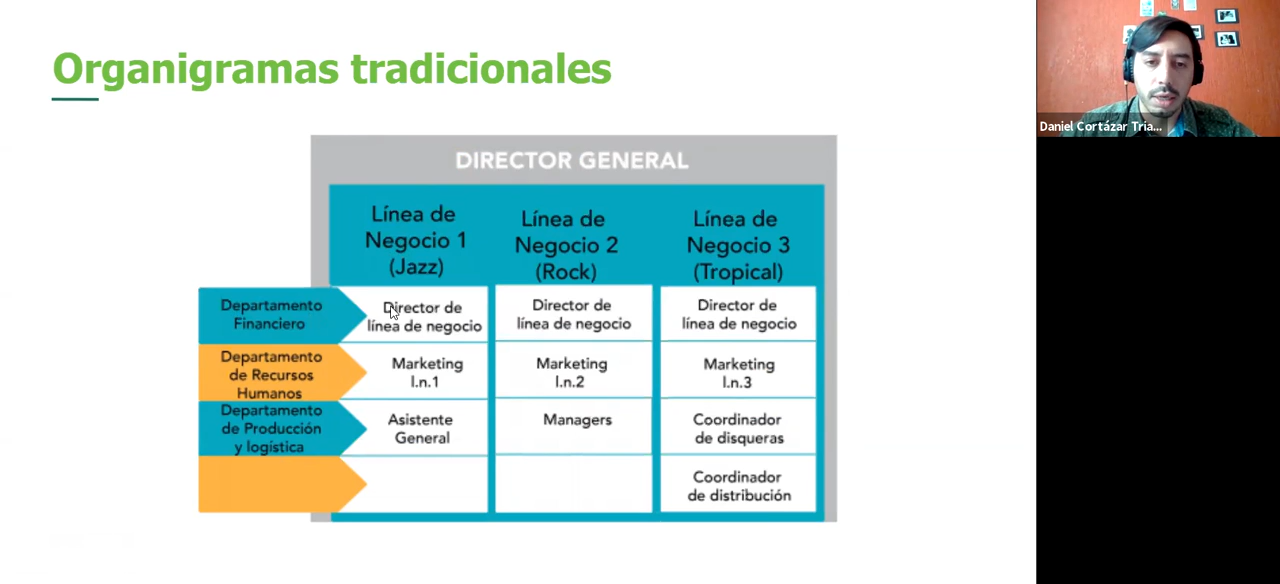 Organigramas tradicionales
Daniel Cortázar Tria...
DIRECTOR GENERAL
Línea de
Negocio 1
(Jazz)
Línea de
Negocio 2
(Rock)
Línea de
Negocio 3
(Tropical)
Departamento
Financiero
Director de
línea de negocio
Director de
línea de negocio
Director de
línea de negocio
Departamento
de Recursos
Humanos
Marketing
l.n.1
Marketing
l.n.2
Marketing
l.n.3
Departamento
de Producción
y logística
Asistente
General
Managers
Coordinador
de disqueras
Coordinador
de distribución